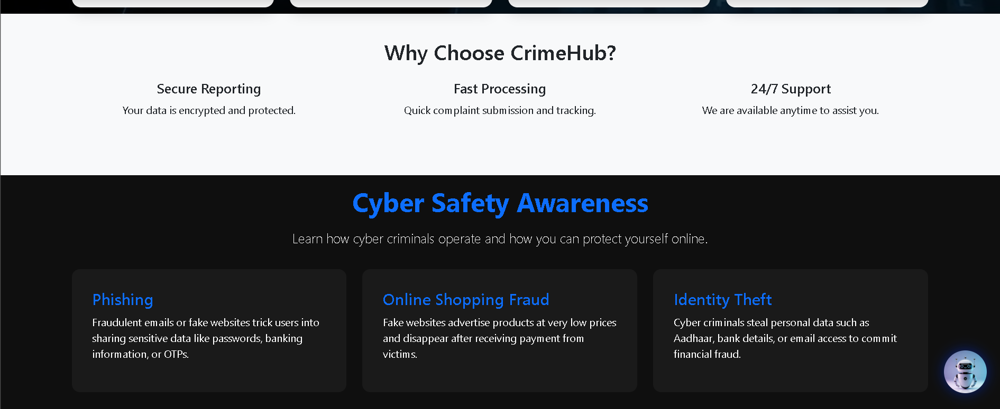 Why Choose CrimeHub?
Secure Reporting
Your data is encrypted and protected.
Fast Processing
Quick complaint submission and tracking.
24/7 Support
We are available anytime to assist you.
Cyber Safety Awareness
Learn how cyber criminals operate and how you can protect yourself online.
Phishing
Fraudulent emails or fake websites trick users into
sharing sensitive data like passwords, banking
information, or OTPs.
Online Shopping Fraud
Fake websites advertise products at very low prices
and disappear after receiving payment from
victims.
Identity Theft
Cyber criminals steal personal data such as
Aadhaar, bank details, or email access to commit
financial fraud.